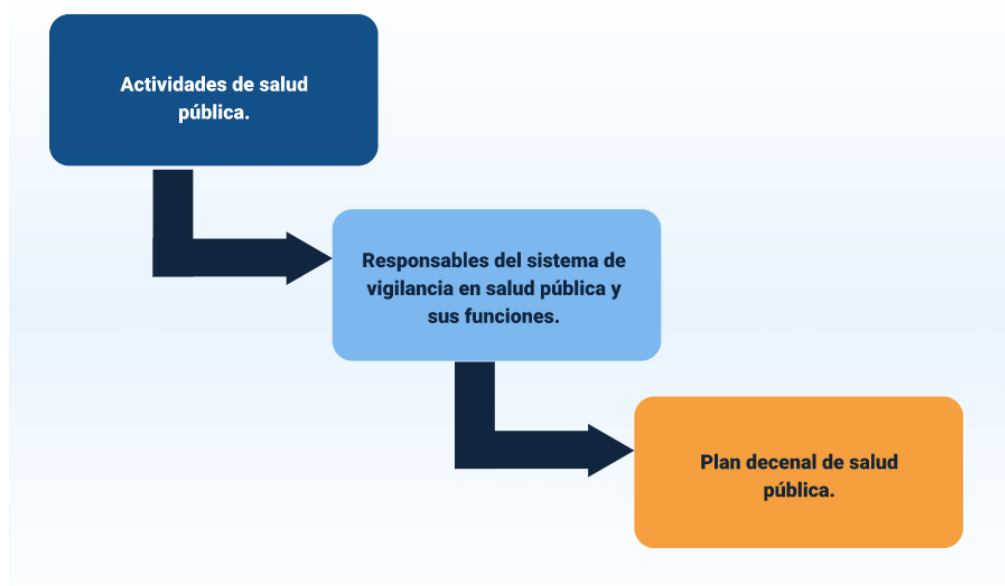 Actividades de salud
pública.
Responsables del sistema de
vigilancia en salud pública y
sus funciones.
Plan decenal de salud
pública.